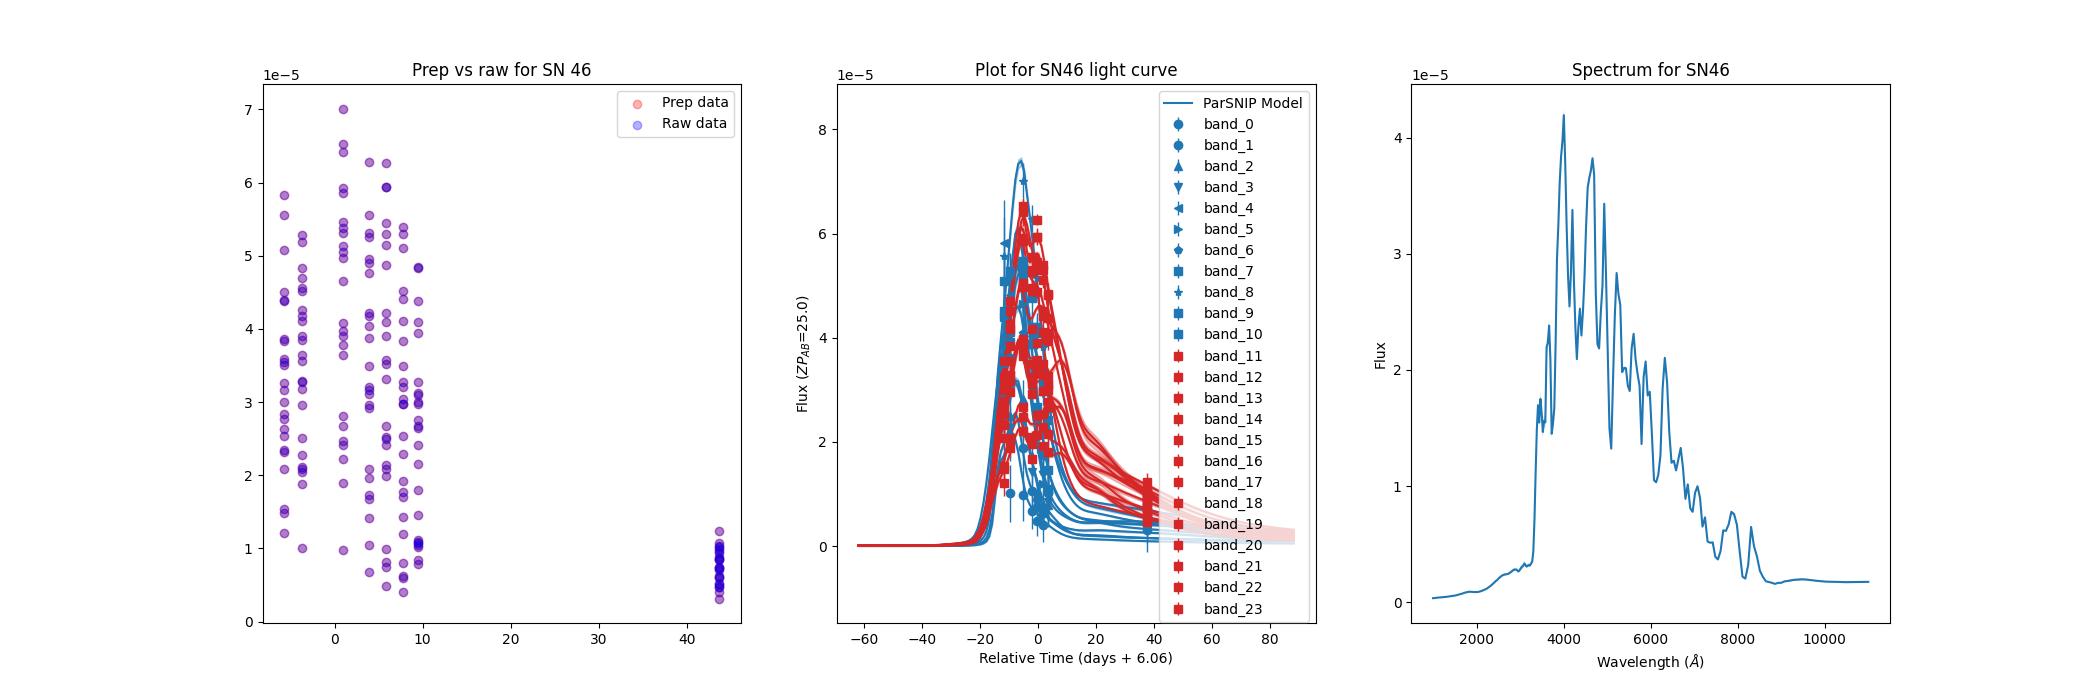 Prep vs raw for SN 46
1e−5
Prep data
Raw data
7
6
5
4
3
2
1
0
0
10
20
30
40
Plot for SN46 light curve
1e−5
ParSNIP Model
band_0
band_1
band_2
band_3
band_4
band_5
band_6
band_7
band_8
band_9
band_10
band_11
band_12
band_13
band_14
band_15
band_16
band_17
band_18
band_19
band_20
band_21
band_22
band_23
Flux (ZP_AB=25.0)
8
6
4
2
0
−60
−40
−20
0
20
40
60
80
Relative Time (days + 6.06)
Spectrum for SN46
1e−5
Flux
4
3
2
1
0
2000
4000
6000
8000
10000
Wavelength (Å)